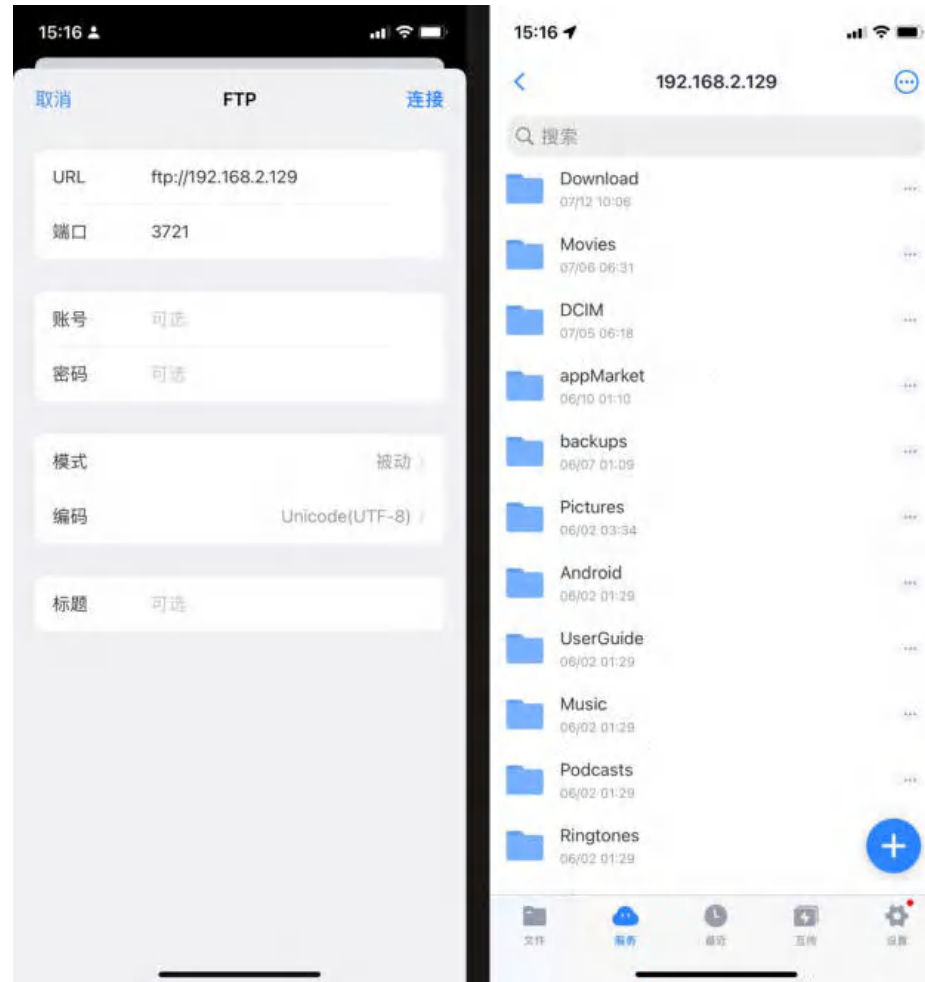 15:16
取消
FTP
连接
URL
ftp://192.168.2.129
端口
3721
账号
可选
密码
可选
模式
被动
编码
Unicode(UTF-8)
标题
可选
15:16
192.168.2.129
搜索
Download
07/12 10:06
Movies
07/06 06:31
DCIM
07/05 06:18
appMarket
06/10 01:10
backups
06/07 01:09
Pictures
06/02 03:34
Android
06/02 01:29
UserGuide
06/02 01:29
Music
06/02 01:29
Podcasts
06/02 01:29
Ringtones
06/02 01:29
文件
服务
最近
互传
设置